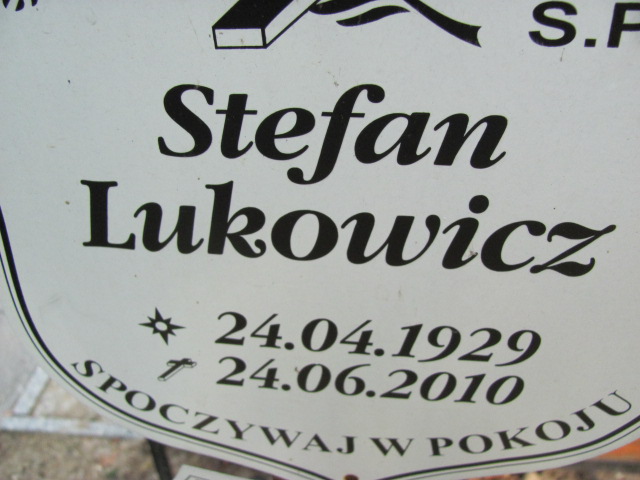 Ś.P
Stefan
Lukowicz
24.04.1929
24.06.2010
SPOCZYWAJ W POKOJU